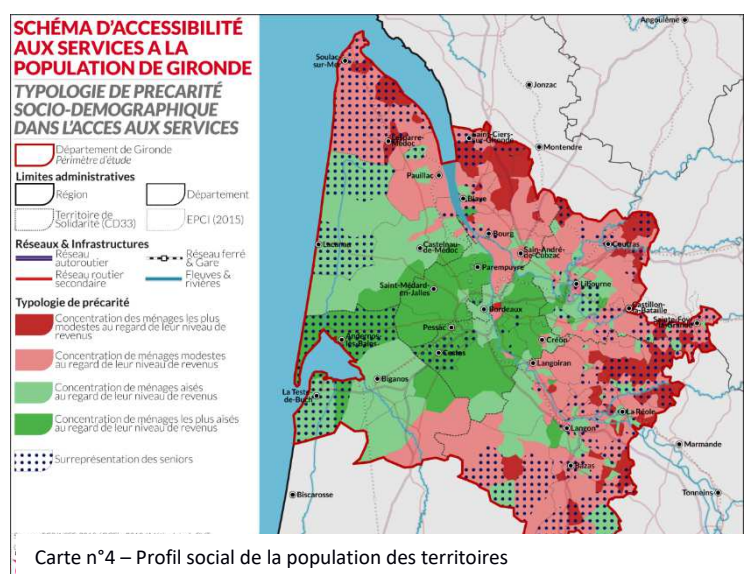 SCHÉMA D'ACCESSIBILITÉ
AUX SERVICES A LA
POPULATION DE GIRONDE
TYPOLOGIE DE PRECARITÉ
SOCIO-DEMOGRAPHIQUE
DANS L'ACCES AUX SERVICES
Département de Gironde
Périmètre d'étude
Limites administratives
Région
Département
Territoire de
Solidarité (CD33)
EPCI (2015)
Réseaux & Infrastructures
Réseau
autoroutier
Réseau ferré
& Gare
Réseau routier
secondaire
Fleuves &
rivières
Typologie de précarité
Concentration des ménages les plus
modestes au regard de leur niveau de
revenus
Concentration de ménages modestes
au regard de leur niveau de revenus
Concentration de ménages aisés
au regard de leur niveau de revenus
Concentration de ménages les plus aisés
au regard de leur niveau de revenus
Surreprésentation des seniors
Angoulême
Soulac
sur-Mer
Jonzac
Lesparre-
Médoc
Saint-Ciers-
sur-Gironde
Montendre
Pauillac
Blaye
Bourg
Coutras
Lacanau
Castelnau-
de-Médoc
Sain-André-
de-Cubzac
Parempuyre
Saint-Médard-
en-Jalles
Libourne
Castillon-
la-Bataille
Sainte-Foy-
la-Grande
Bordeaux
Pessac
Andernos-
les-Bains
Créon
Cestas
Langoiran
Biganos
La Teste-
de-Buch
La Réole
Langon
Marmande
Bazas
Biscarosse
Tonneins
Carte n°4 – Profil social de la population des territoires